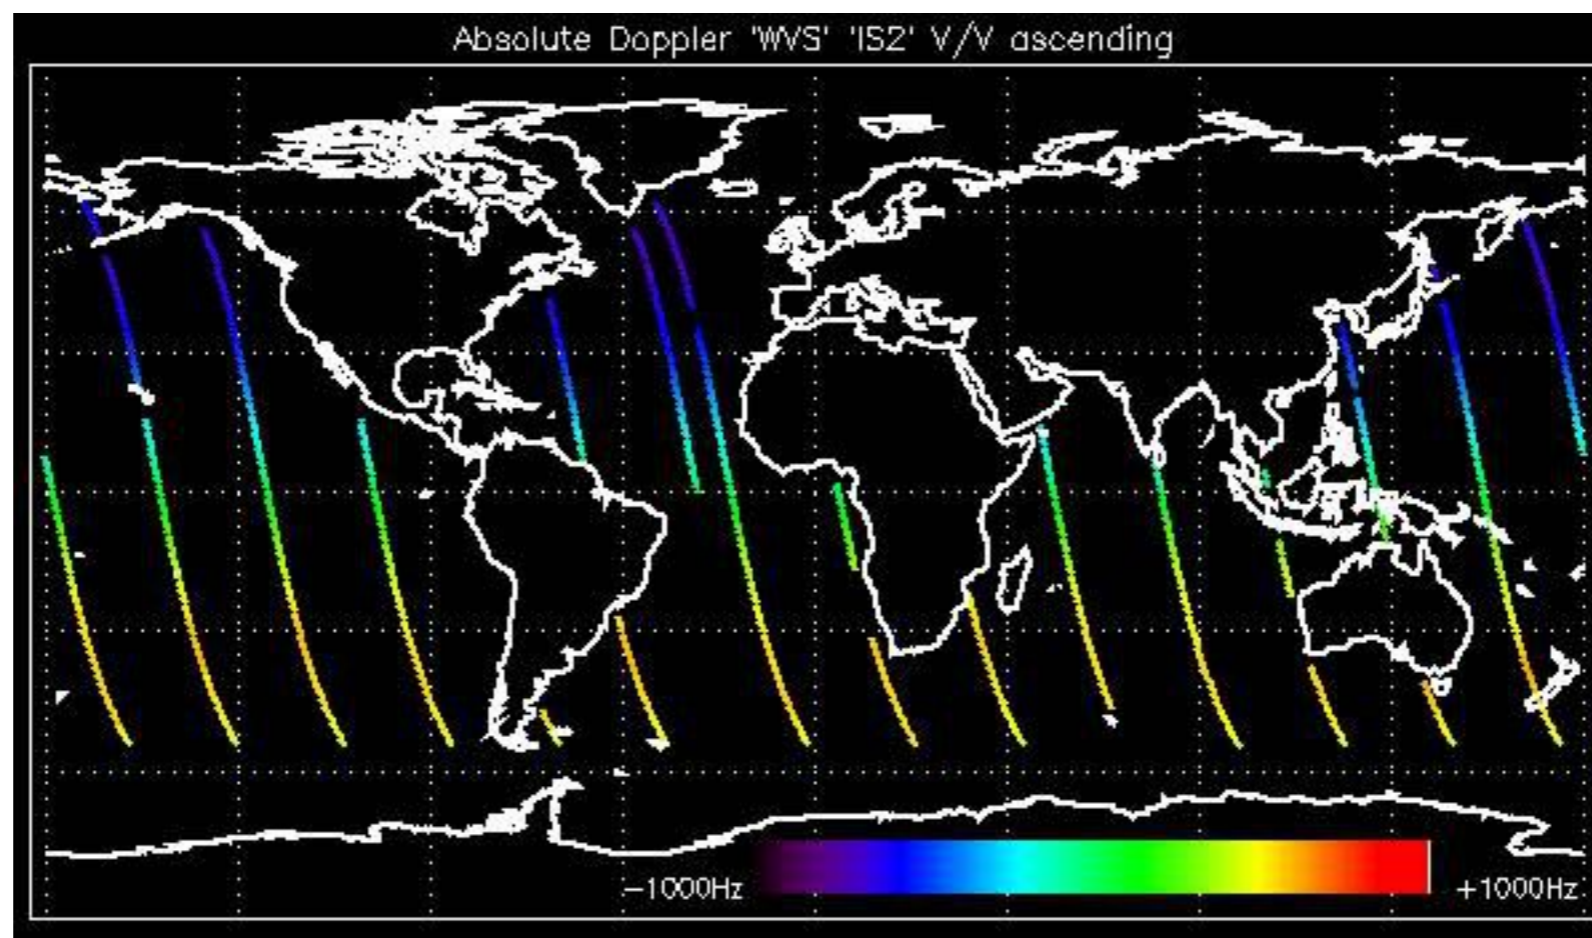 Absolute Doppler 'WVS' 'IS2' V/V ascending
−1000Hz
+1000Hz